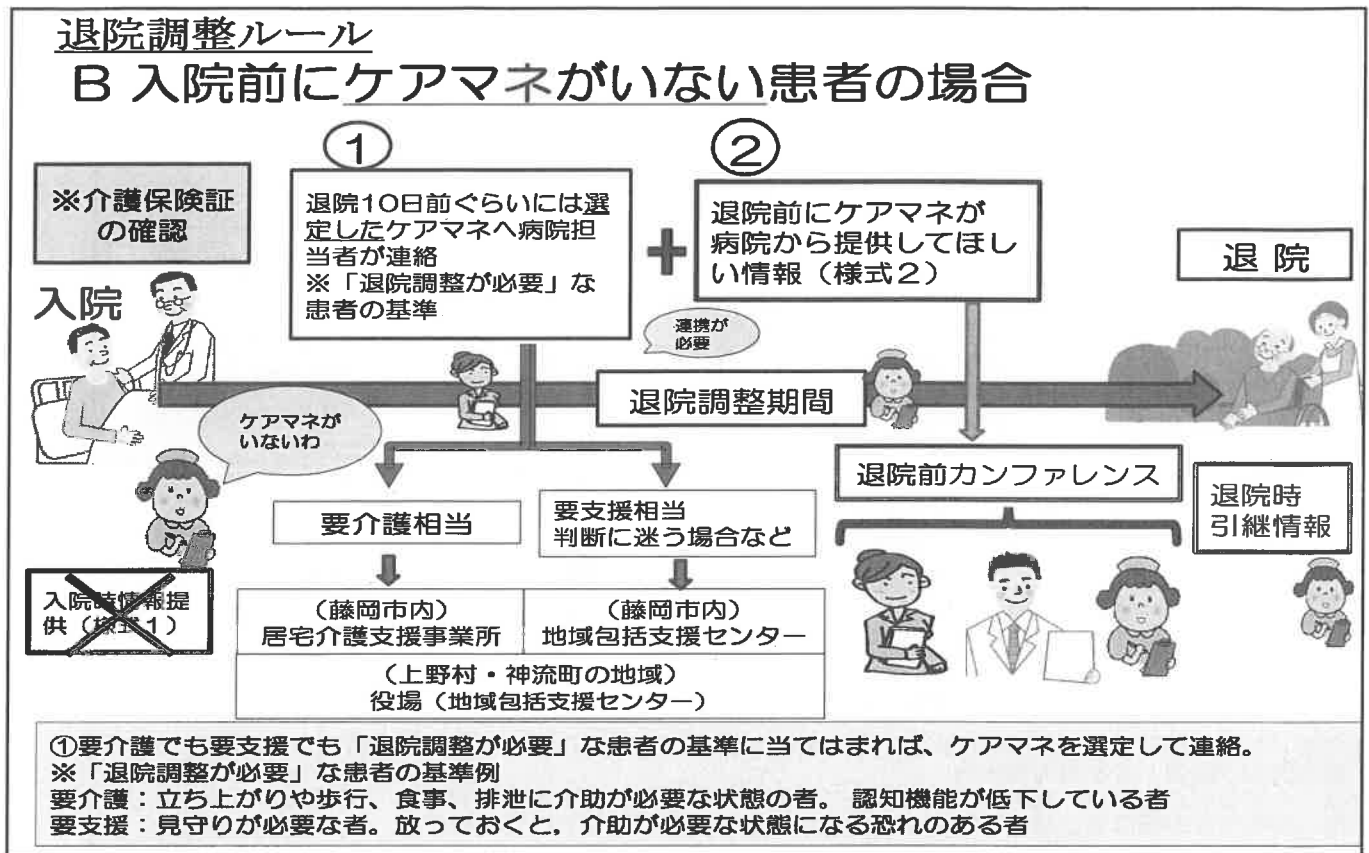 退院調整ルール
B 入院前にケアマネがいない患者の場合
①
②
※介護保険証
の確認
退院10日前ぐらいには選
定したケアマネへ病院担
当者が連絡
※「退院調整が必要」な
患者の基準
+
退院前にケアマネが
病院から提供してほし
い情報（様式２）
退 院
入院
連携が
必要
退院調整期間
ケアマネが
いないわ
退院前カンファレンス
退院時
引継情報
要介護相当
要支援相当
判断に迷う場合など
入院時情報提
供（様式１）
（藤岡市内）
居宅介護支援事業所
（藤岡市内）
地域包括支援センター
（上野村・神流町の地域）
役場（地域包括支援センター）
①要介護でも要支援でも「退院調整が必要」な患者の基準に当てはまれば、ケアマネを選定して連絡。
※「退院調整が必要」な患者の基準例
要介護：立ち上がりや歩行、食事、排泄に介助が必要な状態の者。認知機能が低下している者
要支援：見守りが必要な者。放っておくと，介助が必要な状態になる恐れのある者